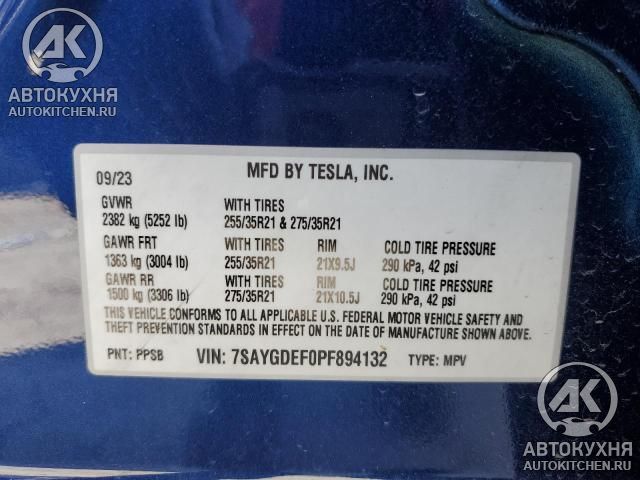 АК
АВТОКУХНЯ
AUTOKITCHEN.RU
MFD BY TESLA, INC.
09/23
GVWR WITH TIRES
2382 kg (5252 lb) 255/35R21 & 275/35R21
GAWR FRT WITH TIRES RIM COLD TIRE PRESSURE
1363 kg (3004 lb) 255/35R21 21X9.5J 290 kPa, 42 psi
GAWR RR WITH TIRES RIM COLD TIRE PRESSURE
1500 kg (3306 lb) 275/35R21 21X10.5J 290 kPa, 42 psi
THIS VEHICLE CONFORMS TO ALL APPLICABLE U.S. FEDERAL MOTOR VEHICLE SAFETY AND
THEFT PREVENTION STANDARDS IN EFFECT ON THE DATE OF MANUFACTURE SHOWN ABOVE.
PNT: PPSB VIN: 7SAYGDEF0PF894132 TYPE: MPV
АК
АВТОКУХНЯ
AUTOKITCHEN.RU